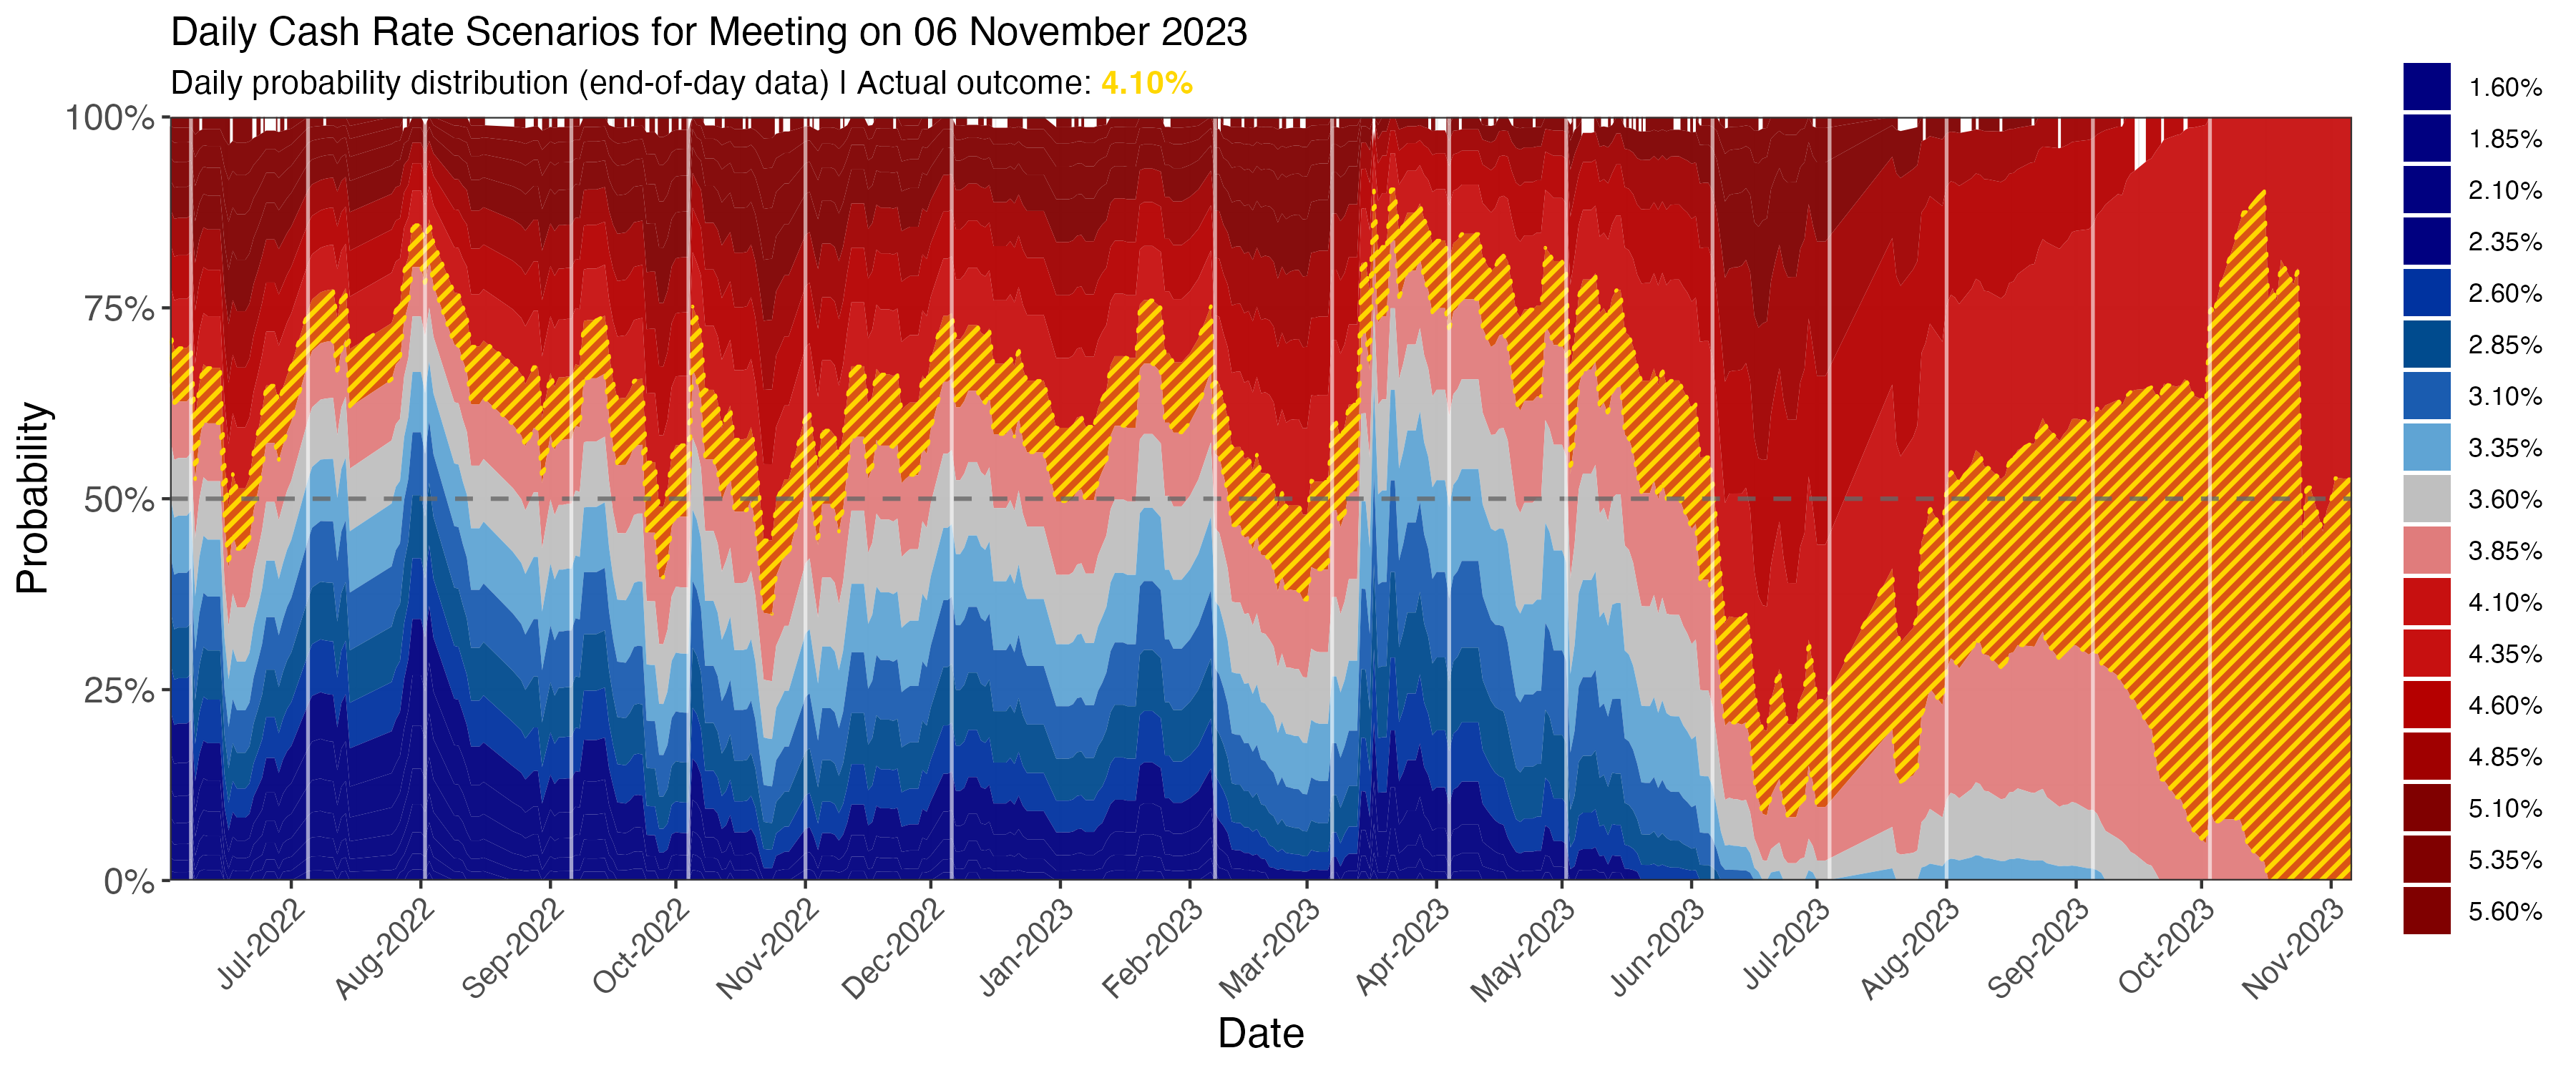 Daily Cash Rate Scenarios for Meeting on 06 November 2023
Daily probability distribution (end-of-day data) | Actual outcome: 4.10%
Probability
100%
75%
50%
25%
0%
Jul-2022
Aug-2022
Sep-2022
Oct-2022
Nov-2022
Dec-2022
Jan-2023
Feb-2023
Mar-2023
Apr-2023
May-2023
Jun-2023
Jul-2023
Aug-2023
Sep-2023
Oct-2023
Nov-2023
Date
1.60%
1.85%
2.10%
2.35%
2.60%
2.85%
3.10%
3.35%
3.60%
3.85%
4.10%
4.35%
4.60%
4.85%
5.10%
5.35%
5.60%